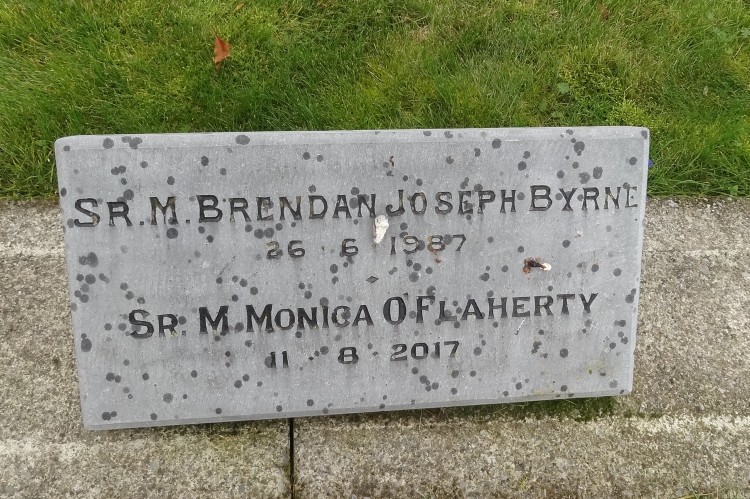 Sr. M. Brendan Joseph Byrne
26 · 6 · 1987
Sr. M Monica O'Flaherty
11 - 8 - 2017